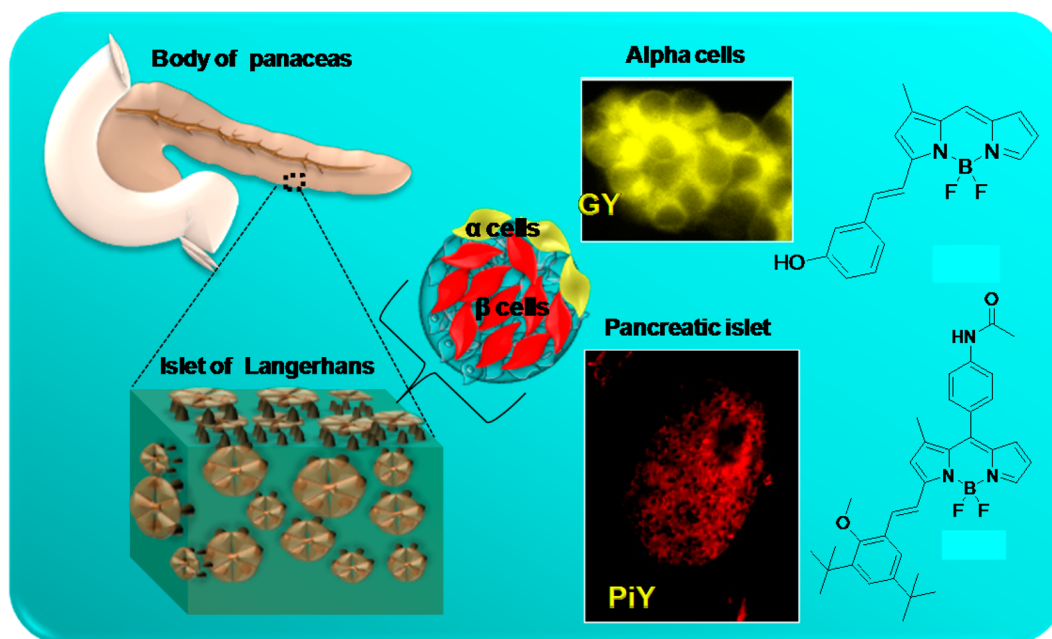 Body of panaceas
Alpha cells
GY
α cells
β cells
Islet of Langerhans
Pancreatic islet
PiY
N
N
B
F
F
HO
O
HN
N
N
B
F
F
O